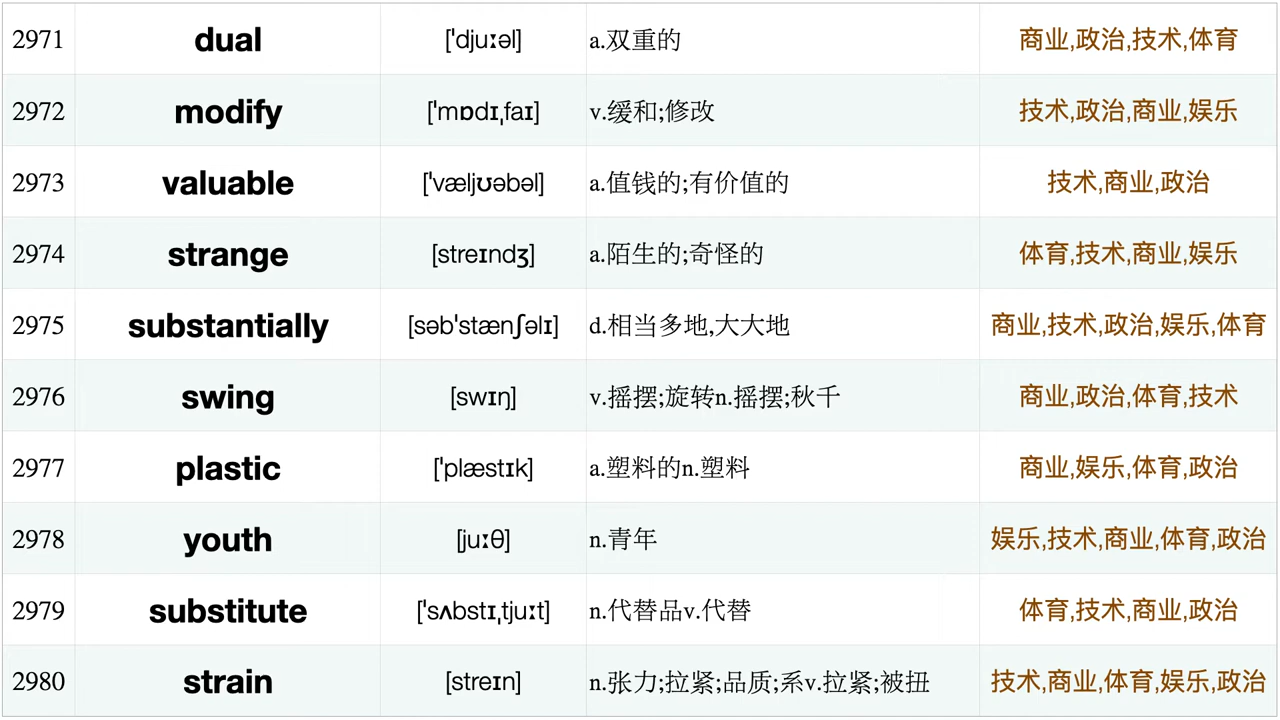 2971 dual ['djuːəl] a.双重的 商业,政治,技术,体育
2972 modify ['mɒdɪˌfaɪ] v.缓和;修改 技术,政治,商业,娱乐
2973 valuable ['væljʊəbəl] a.值钱的;有价值的 技术,商业,政治
2974 strange [streɪndʒ] a.陌生的;奇怪的 体育,技术,商业,娱乐
2975 substantially [səb'stænʃəlɪ] d.相当多地,大大地 商业,技术,政治,娱乐,体育
2976 swing [swɪŋ] v.摇摆;旋转n.摇摆;秋千 商业,政治,体育,技术
2977 plastic ['plæstɪk] a.塑料的n.塑料 商业,娱乐,体育,政治
2978 youth [juːθ] n.青年 娱乐,技术,商业,体育,政治
2979 substitute ['sʌbstɪˌtjuːt] n.代替品v.代替 体育,技术,商业,政治
2980 strain [streɪn] n.张力;拉紧;品质;系v.拉紧;被扭 技术,商业,体育,娱乐,政治